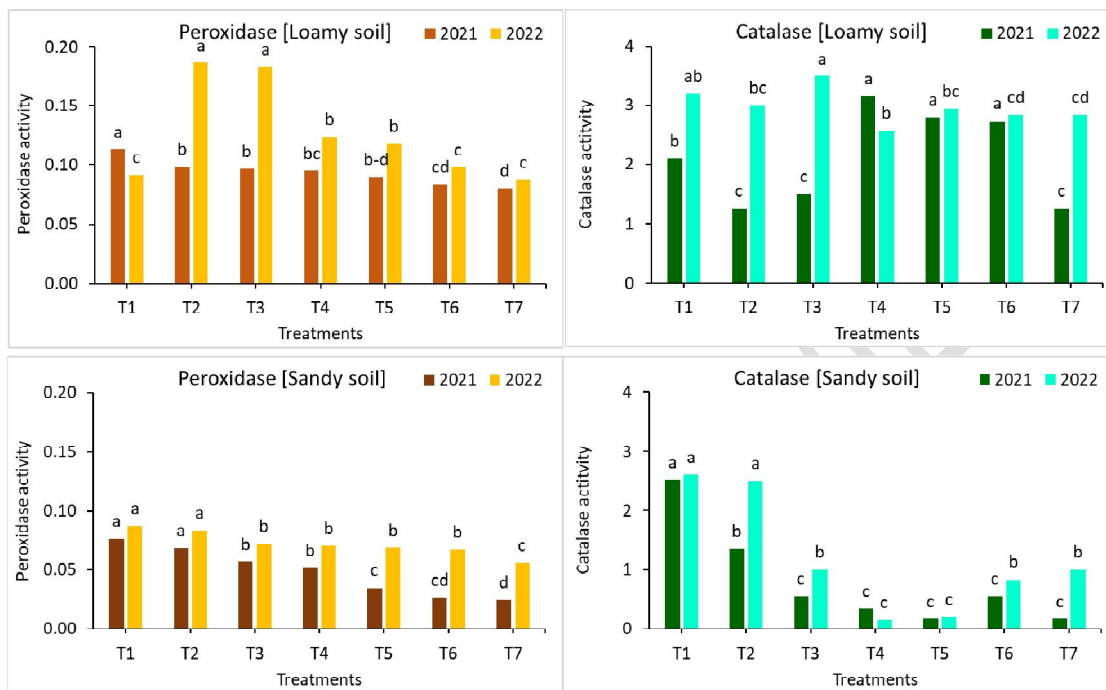 Peroxidase [Loamy soil] 2021 2022
Peroxidase activity
0.20
0.15
0.10
0.05
0.00
a c b a b a bc b b-d b cd c d c
T1 T2 T3 T4 T5 T6 T7
Treatments
Catalase [Loamy soil] 2021 2022
Catalase actitvity
4
3
2
1
0
b ab c bc c a a b a bc a cd c cd
T1 T2 T3 T4 T5 T6 T7
Treatments
Peroxidase [Sandy soil] 2021 2022
Peroxidase activity
0.20
0.15
0.10
0.05
0.00
a a a a b b b b c b cd b d c
T1 T2 T3 T4 T5 T6 T7
Treatments
Catalase [Sandy soil] 2021 2022
Catalase activity
4
3
2
1
0
a a b a c b c c c c c b c b
T1 T2 T3 T4 T5 T6 T7
Treatments